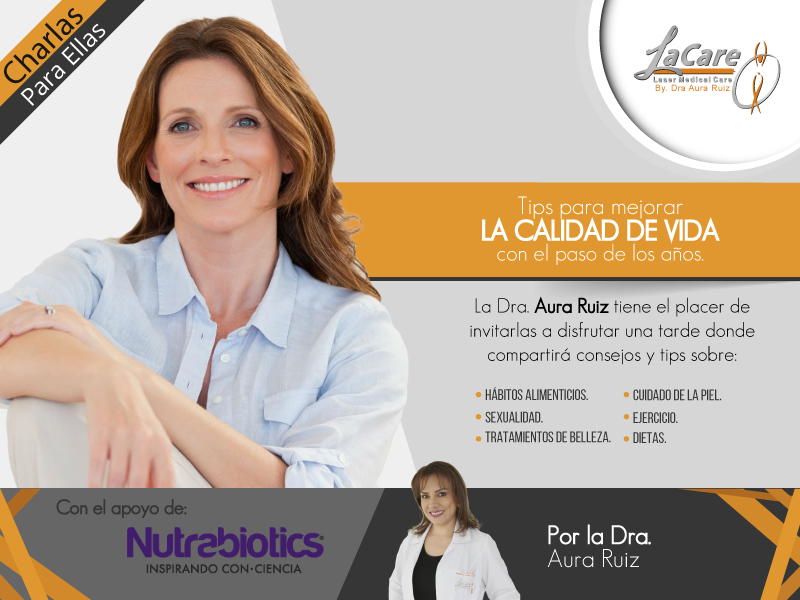 Charlas
Para Ellas
LaCare
Laser Medical Care
By. Dra Aura Ruiz
Tips para mejorar
LA CALIDAD DE VIDA
con el paso de los años.
La Dra. Aura Ruiz tiene el placer de
invitarlas a disfrutar una tarde donde
compartirá consejos y tips sobre:
• HÁBITOS ALIMENTICIOS.
• SEXUALIDAD.
• TRATAMIENTOS DE BELLEZA.
• CUIDADO DE LA PIEL.
• EJERCICIO.
• DIETAS.
Con el apoyo de:
Nutrabiotics®
INSPIRANDO CON·CIENCIA
Por la Dra.
Aura Ruiz